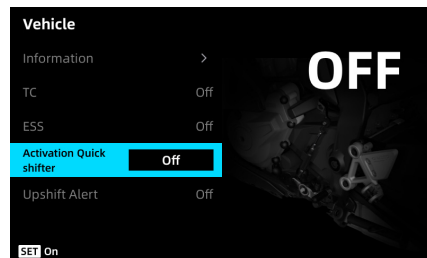 Vehicle
Information >
OFF
TC Off
ESS Off
Activation Quick
shifter Off
Upshift Alert Off
SET On